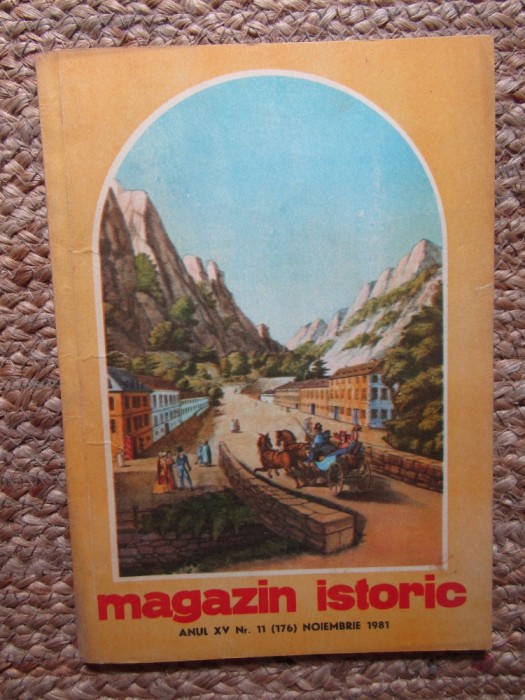 magazin istoric
ANUL XV Nr. 11 (176) NOIEMBRIE 1981